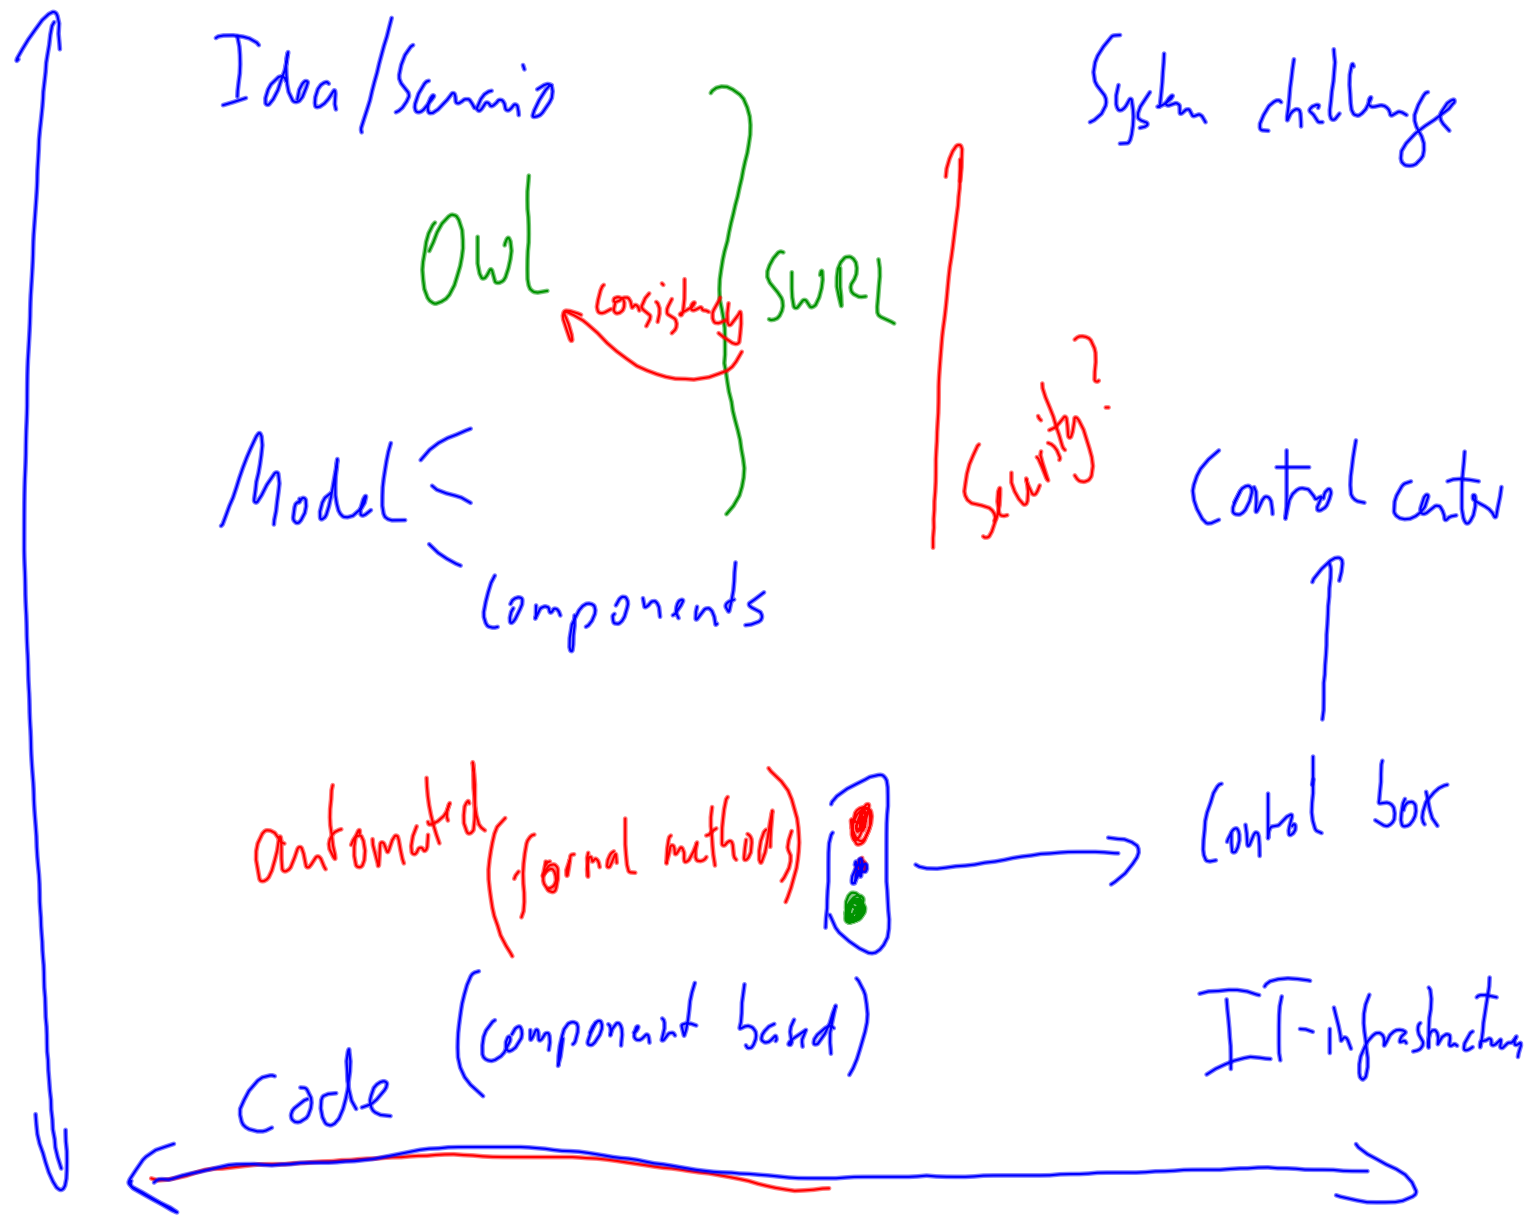 Idea/Scenario
System challenge
OWL
consistency
SWRL
Security?
Model
Control center
Components
automated (formal methods)
Control box
(component based)
IT-infrastructure
Code